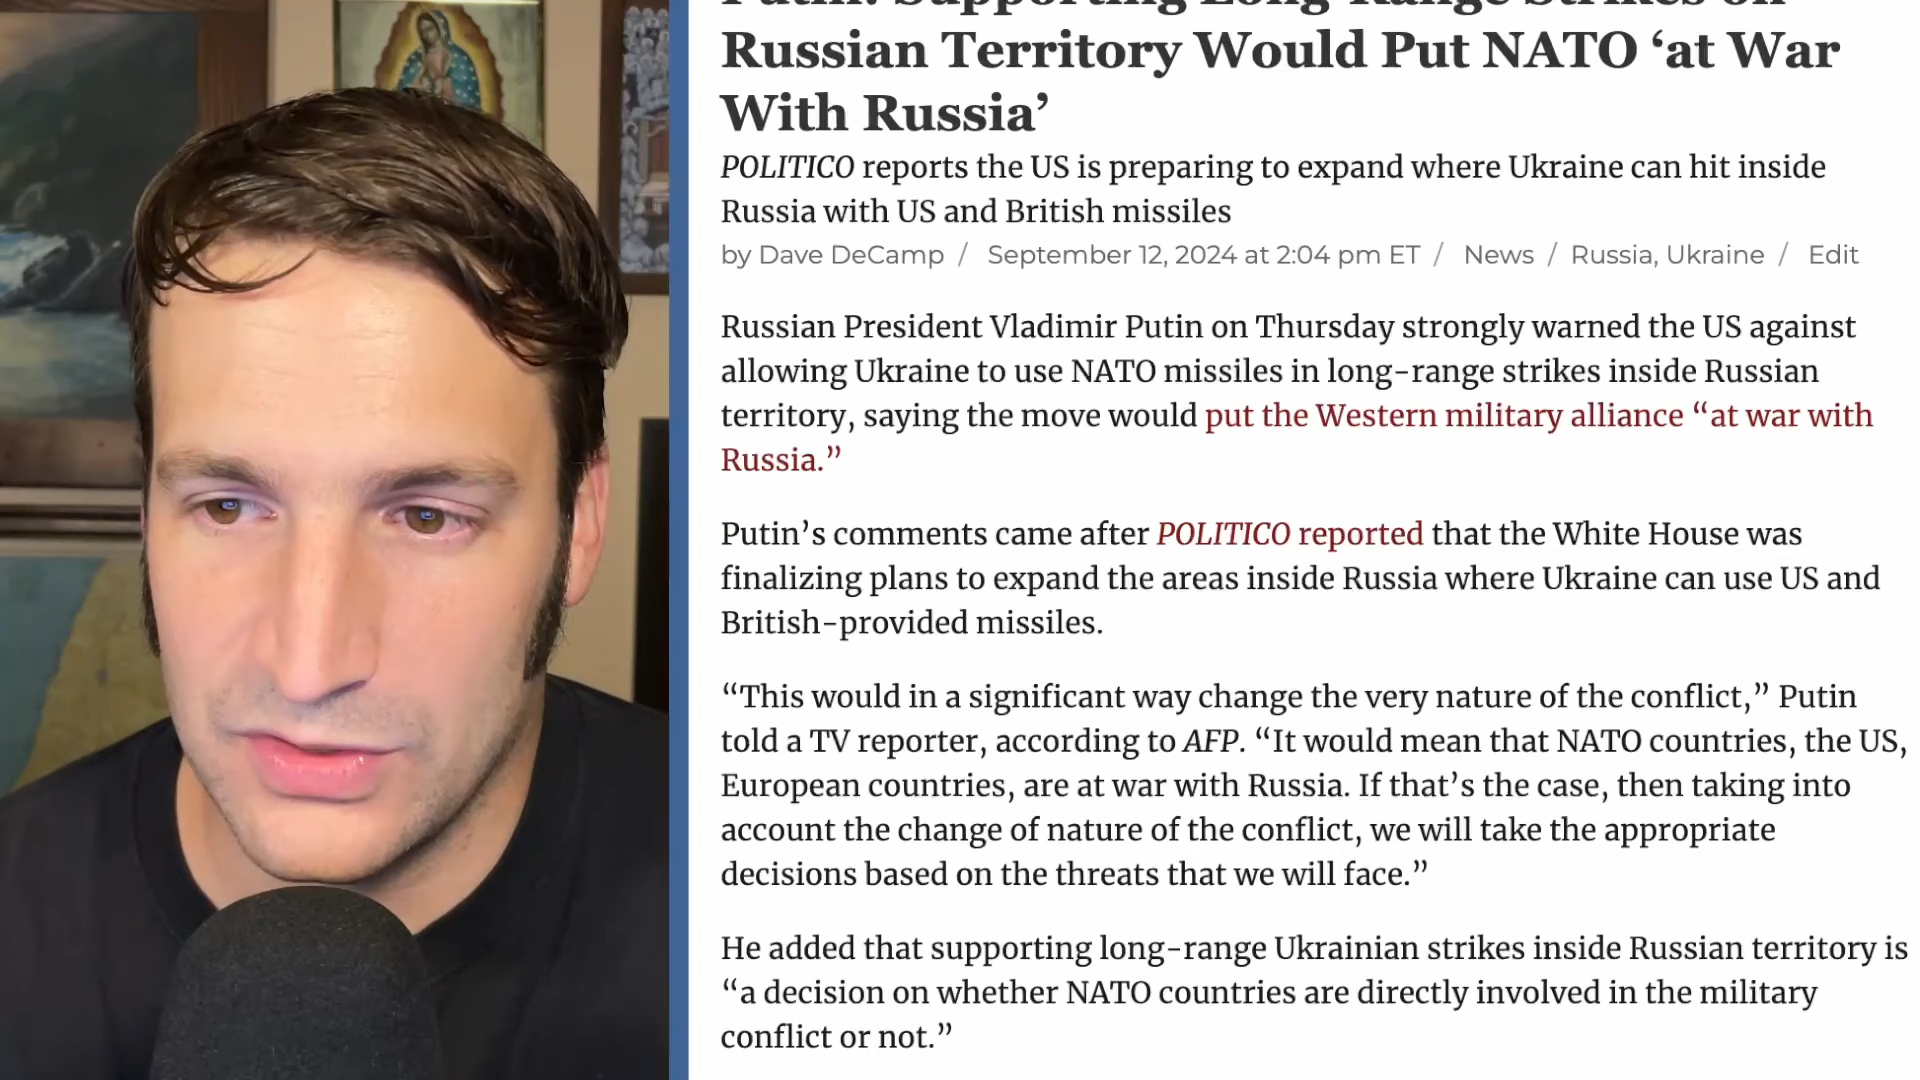 Putin: Supporting Long-Range Strikes on
Russian Territory Would Put NATO ‘at War
With Russia’
POLITICO reports the US is preparing to expand where Ukraine can hit inside
Russia with US and British missiles
by Dave DeCamp / September 12, 2024 at 2:04 pm ET / News / Russia, Ukraine / Edit
Russian President Vladimir Putin on Thursday strongly warned the US against
allowing Ukraine to use NATO missiles in long-range strikes inside Russian
territory, saying the move would put the Western military alliance “at war with
Russia.”
Putin’s comments came after POLITICO reported that the White House was
finalizing plans to expand the areas inside Russia where Ukraine can use US and
British-provided missiles.
“This would in a significant way change the very nature of the conflict,” Putin
told a TV reporter, according to AFP. “It would mean that NATO countries, the US,
European countries, are at war with Russia. If that’s the case, then taking into
account the change of nature of the conflict, we will take the appropriate
decisions based on the threats that we will face.”
He added that supporting long-range Ukrainian strikes inside Russian territory is
“a decision on whether NATO countries are directly involved in the military
conflict or not.”